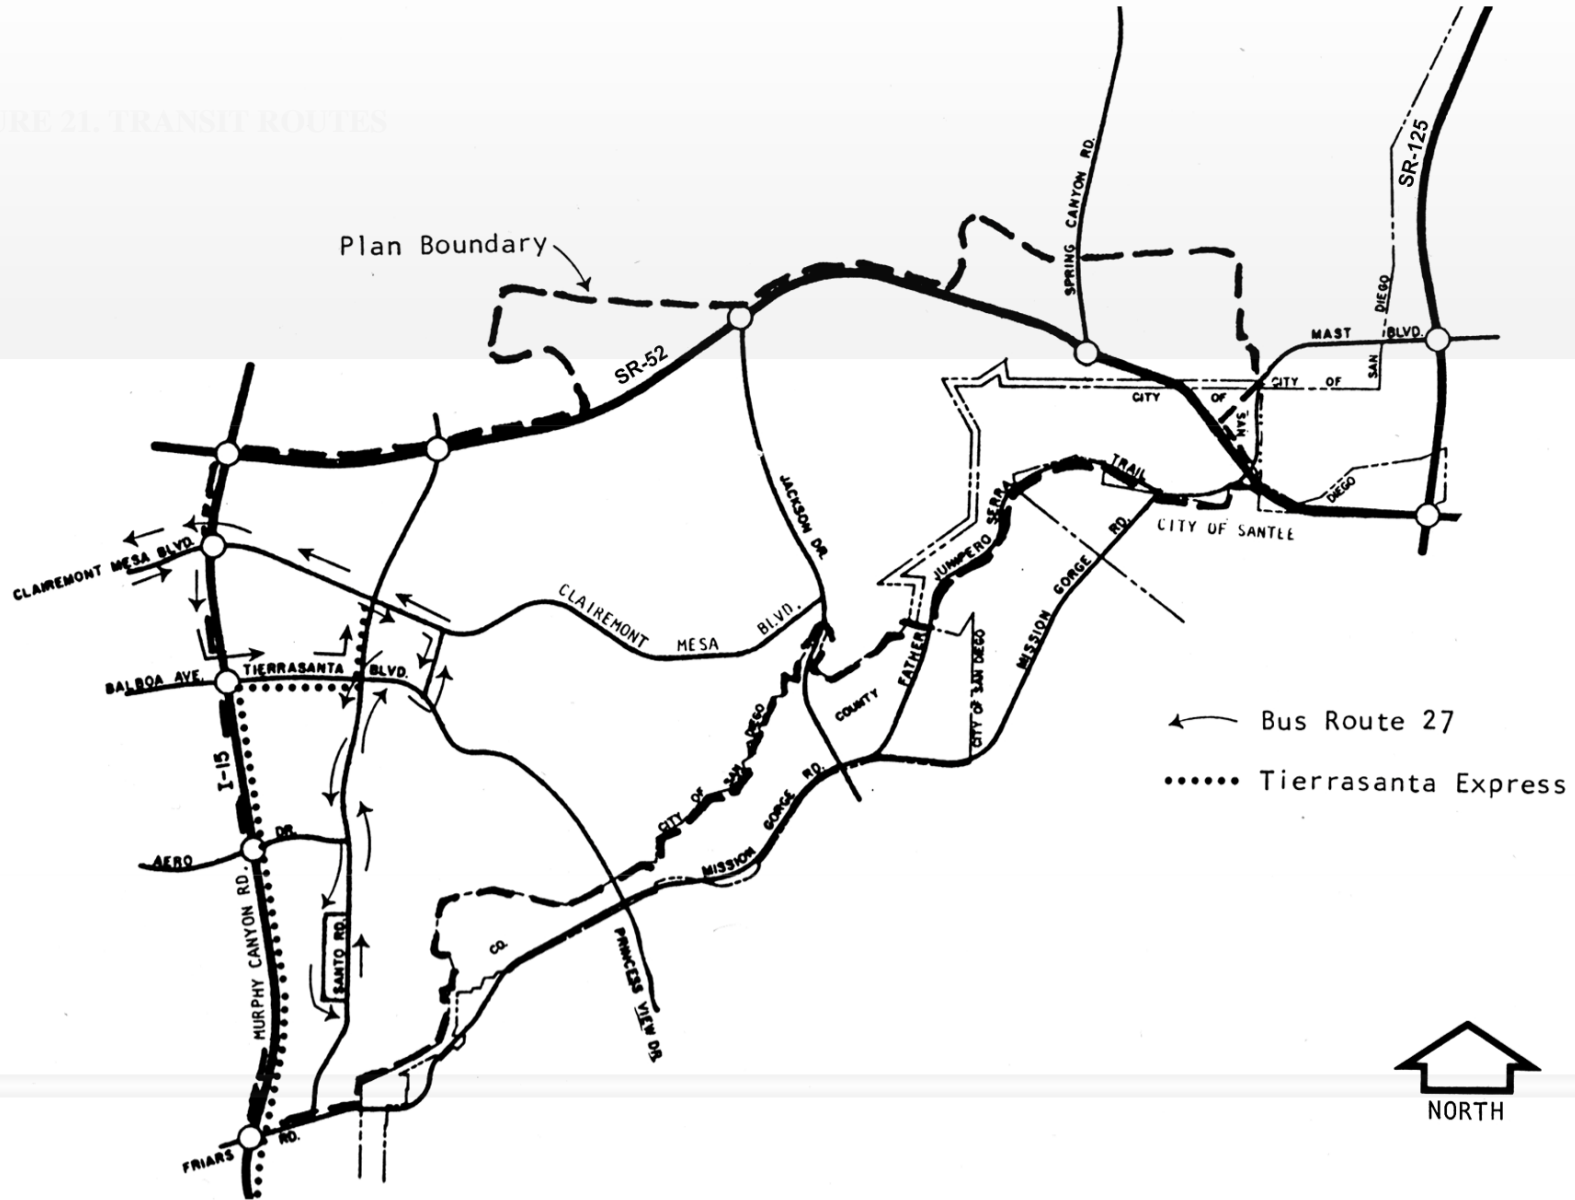 URE 21. TRANSIT ROUTES
Plan Boundary
SPRING CANYON RD.
SR-125
SR-52
MAST BLVD.
SAN DIEGO
CITY OF
CITY OF SAN DIEGO
TRAIL
CITY OF SANTEE
JACKSON DR.
FATHER JUNIPERO SERRA
MISSION GORGE RD.
CLAIREMONT MESA BLVD.
CLAIREMONT MESA BLVD.
BALBOA AVE.
TIERRASANTA BLVD.
COUNTY
CITY OF SAN DIEGO
CITY OF SAN DIEGO
I-15
AERO DR.
MISSION GORGE RD.
MURPHY CANYON RD.
SANTO RD.
CO.
PRINCESS VIEW DR.
FRIARS RD.
Bus Route 27
Tierrasanta Express
NORTH